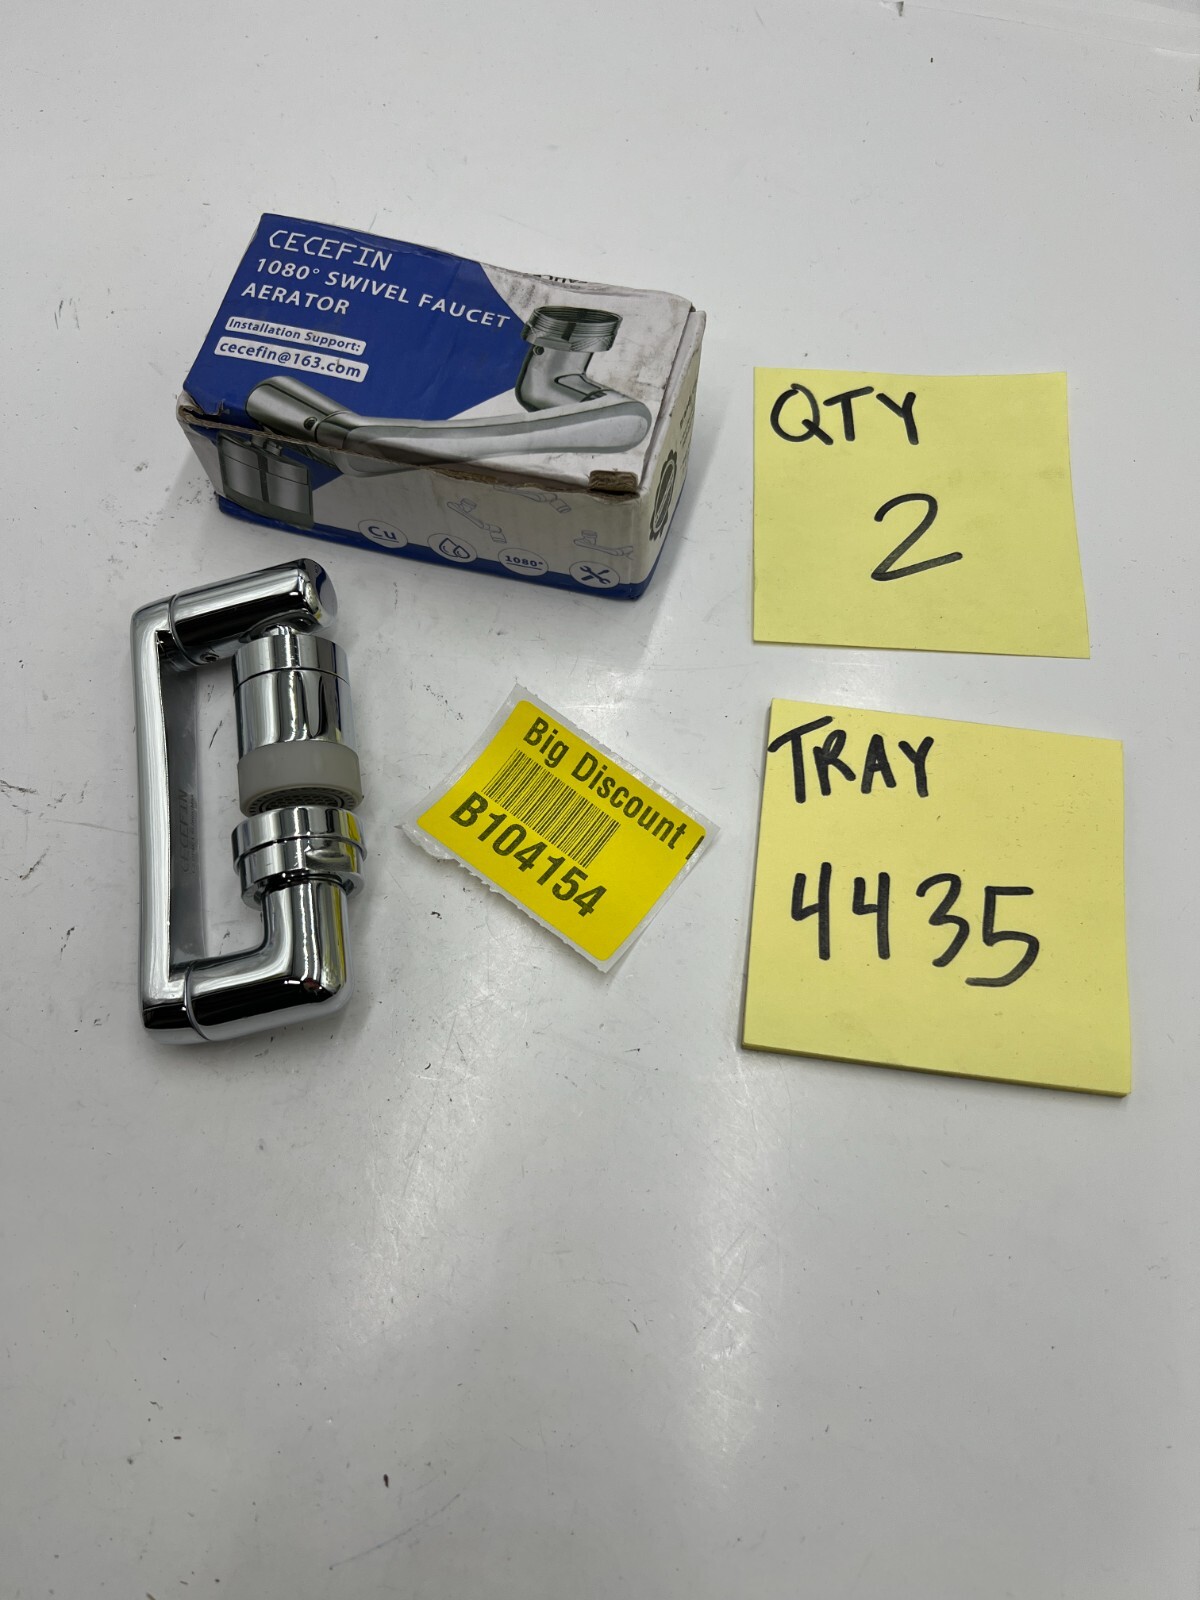 CECEFIN
1080° SWIVEL FAUCET
AERATOR
Installation Support:
cecefin@163.com
Cu
1080°
QTY
2
Big Discount
B104154
TRAY
4435
CECEFIN